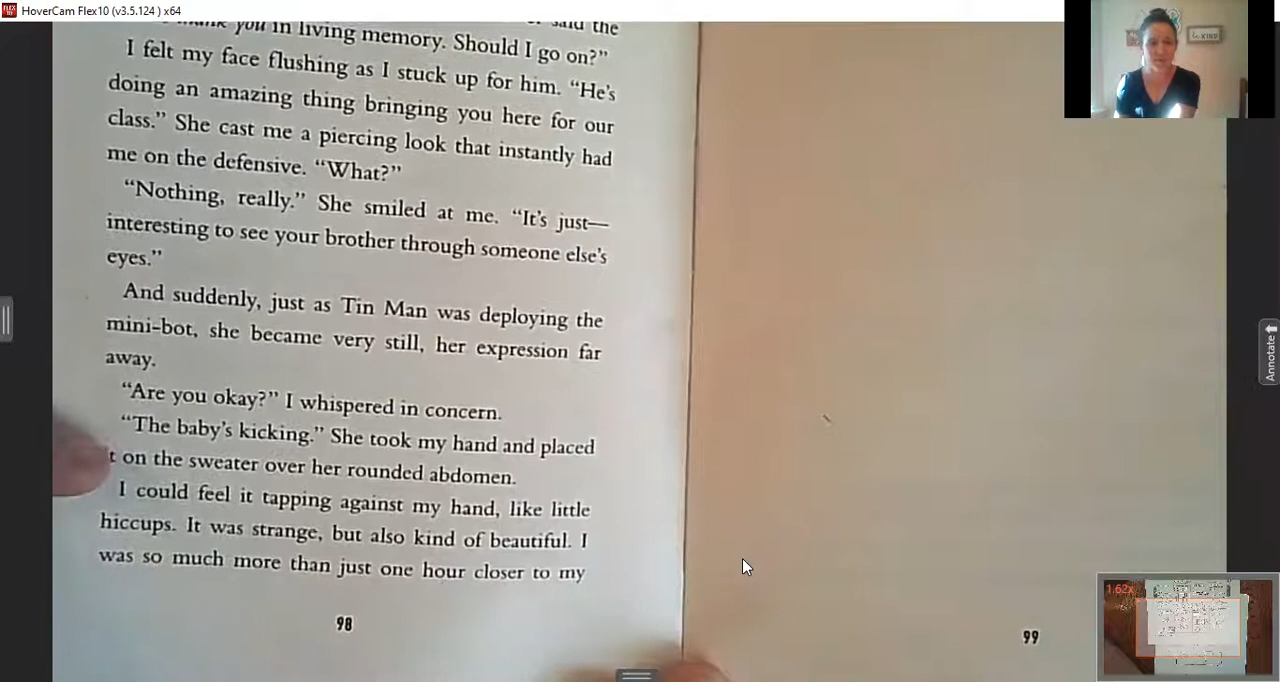 HoverCam Flex10 (v3.5.124) x64
said the
thank you in living memory. Should I go on?”
I felt my face flushing as I stuck up for him. “He’s
doing an amazing thing bringing you here for our
class.” She cast me a piercing look that instantly had
me on the defensive. “What?”
“Nothing, really.” She smiled at me. “It’s just—
interesting to see your brother through someone else’s
eyes.”
And suddenly, just as Tin Man was deploying the
mini-bot, she became very still, her expression far
away.
“Are you okay?” I whispered in concern.
“The baby’s kicking.” She took my hand and placed
t on the sweater over her rounded abdomen.
I could feel it tapping against my hand, like little
hiccups. It was strange, but also kind of beautiful. I
was so much more than just one hour closer to my
98
99
Annotate
1.62x